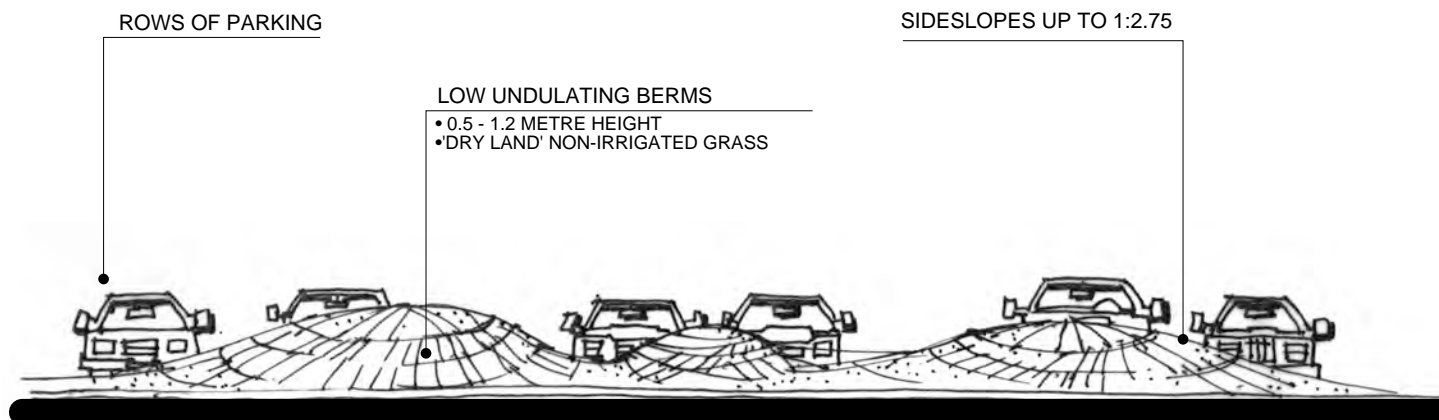 ROWS OF PARKING
SIDESLOPES UP TO 1:2.75
LOW UNDULATING BERMS
• 0.5 - 1.2 METRE HEIGHT
•'DRY LAND' NON-IRRIGATED GRASS